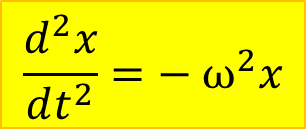 d²x/dt² = − ω²x